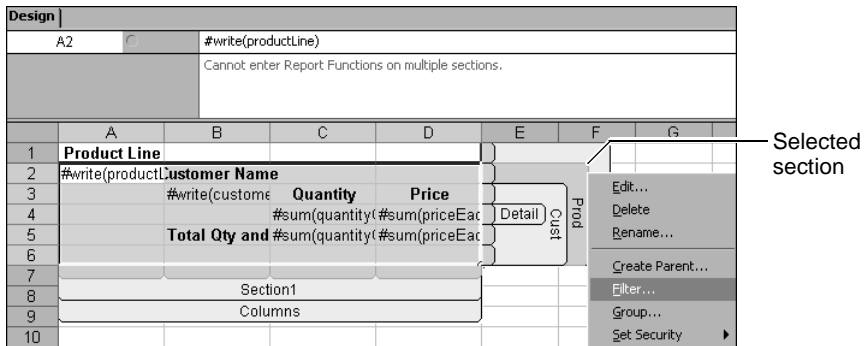 Design
A2 #write(productLine)
Cannot enter Report Functions on multiple sections.
A B C D E F G
1 Product Line
2 #write(productL Customer Name
3 #write(custome Quantity Price
4 #sum(quantity( #sum(priceEac Detail
5 Total Qty and #sum(quantity( #sum(priceEac
6
7
8 Section1
9 Columns
10
Cust
Prod
Selected
section
Edit...
Delete
Rename...
Create Parent...
Filter...
Group...
Set Security